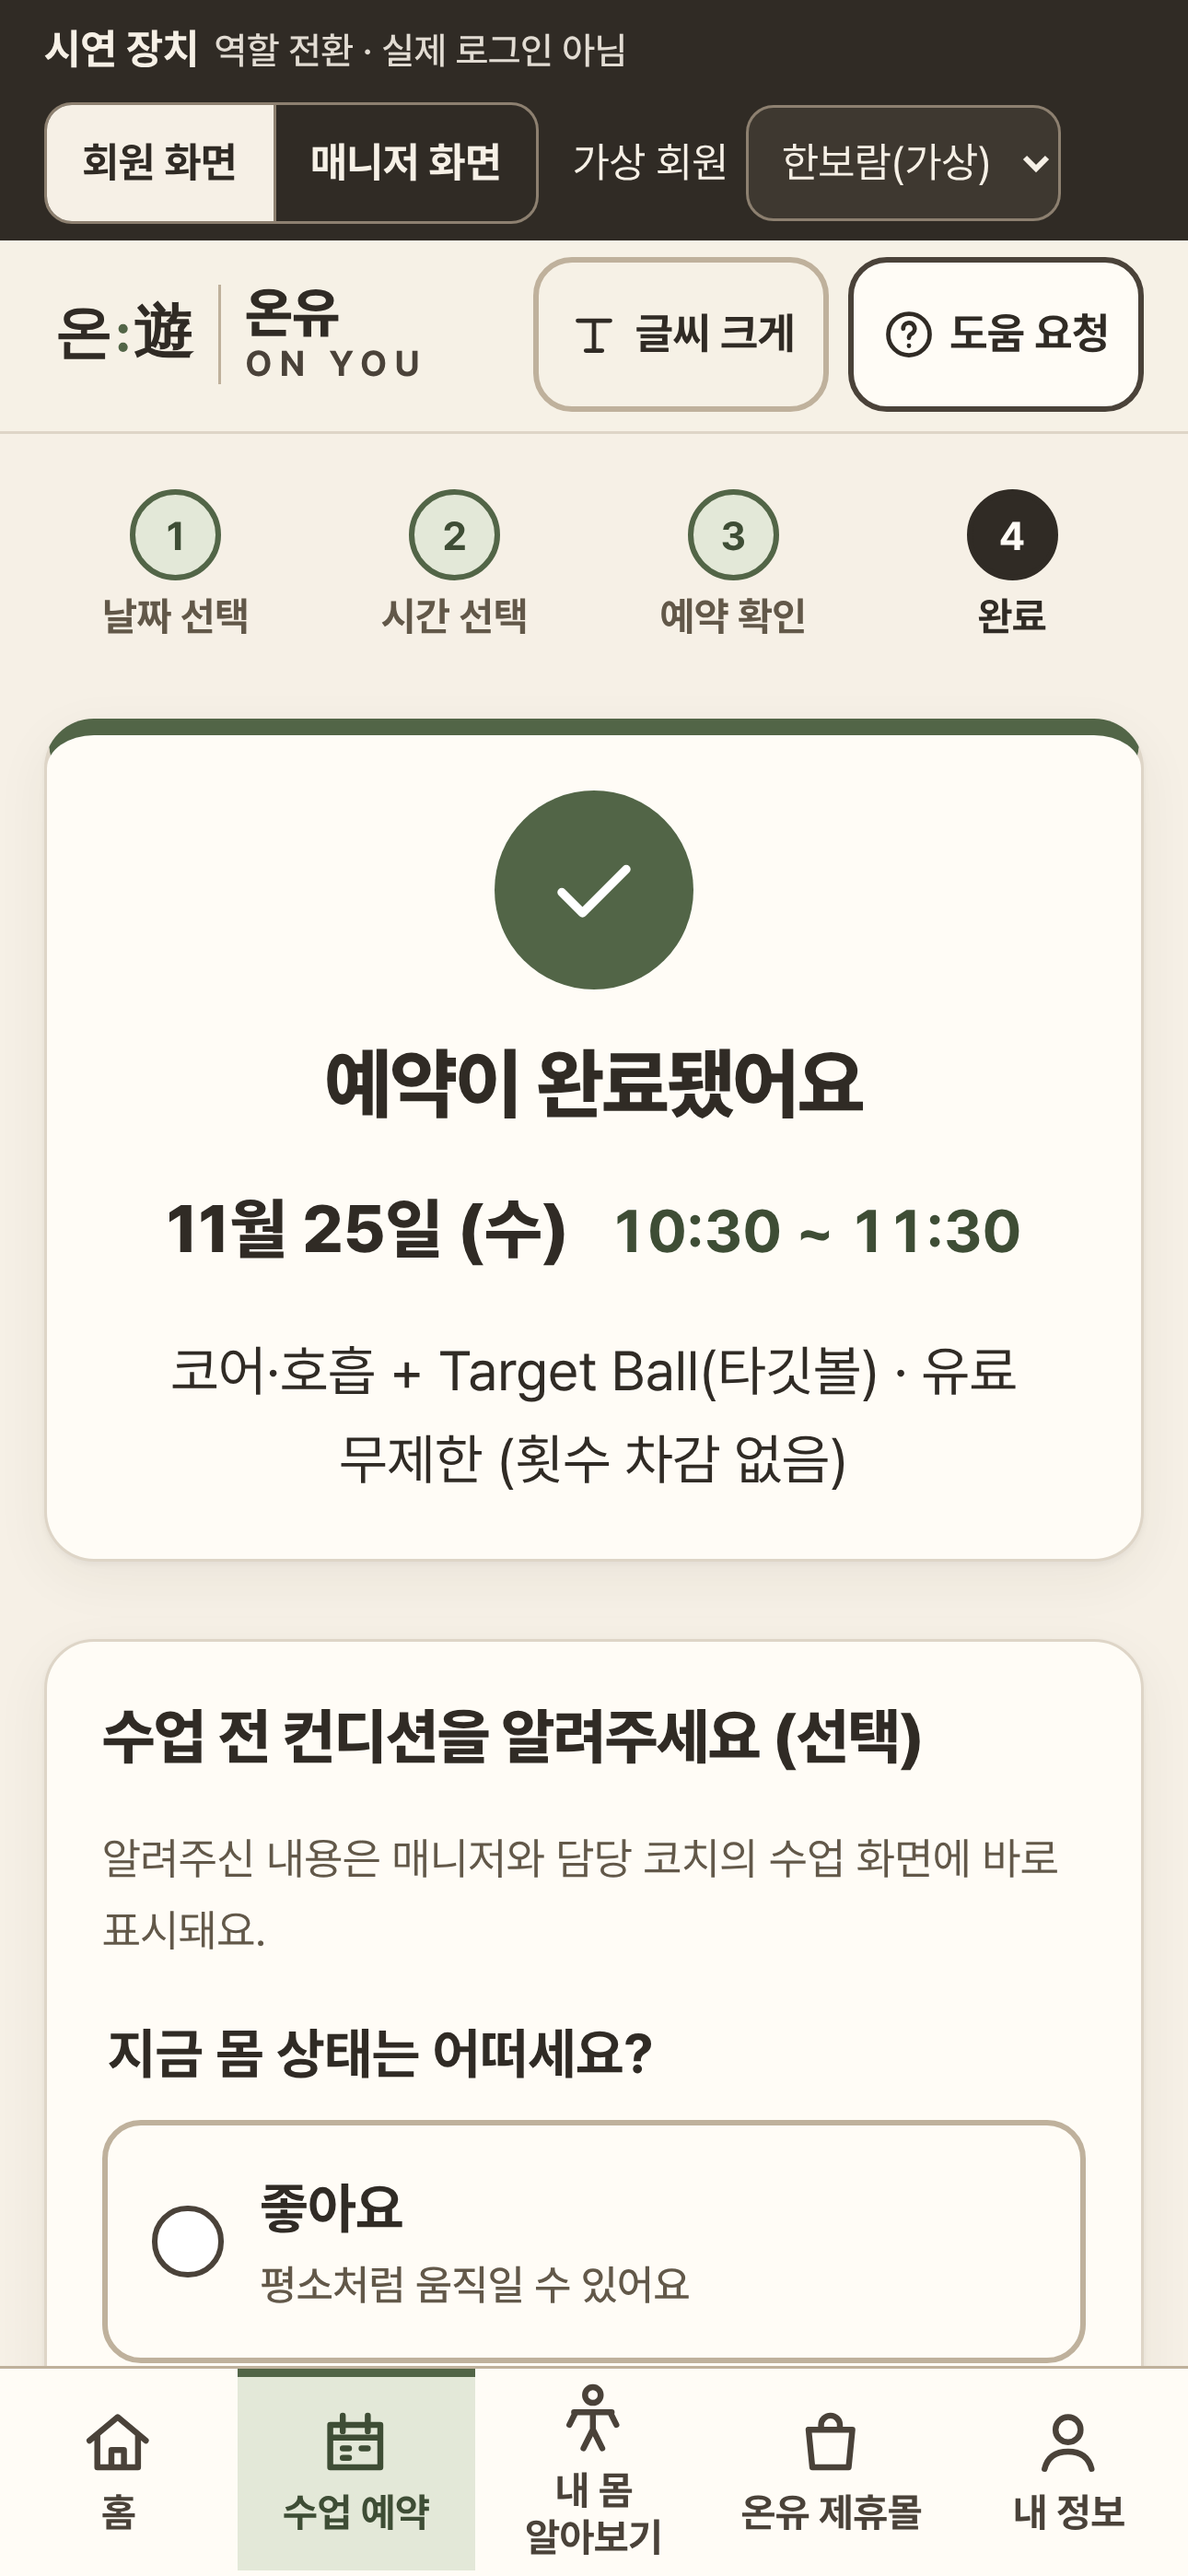 시연 장치 역할 전환 · 실제 로그인 아님
회원 화면 매니저 화면 가상 회원 한보람(가상)
온:遊 온유
ON YOU
글씨 크게 도움 요청
1 2 3 4
날짜 선택 시간 선택 예약 확인 완료
예약이 완료됐어요
11월 25일 (수) 10:30 ~ 11:30
코어·호흡 + Target Ball(타깃볼) · 유료
무제한 (횟수 차감 없음)
수업 전 컨디션을 알려주세요 (선택)
알려주신 내용은 매니저와 담당 코치의 수업 화면에 바로
표시돼요.
지금 몸 상태는 어떠세요?
좋아요
평소처럼 움직일 수 있어요
홈 수업 예약 내 몸
알아보기 온유 제휴몰 내 정보